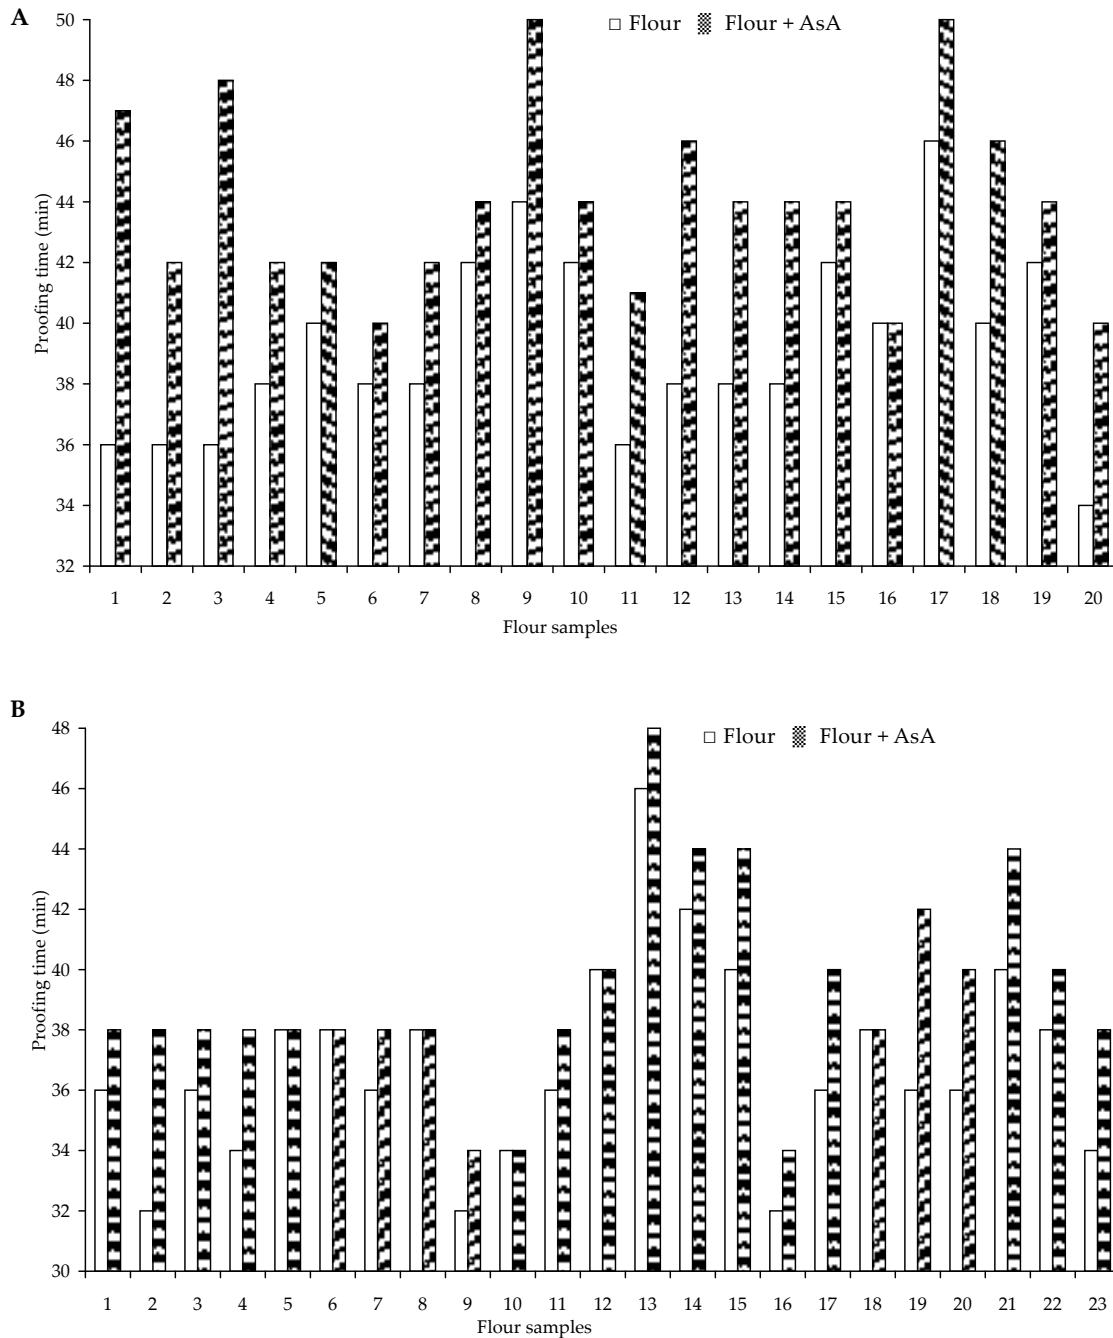 A
50
□ Flour ▒ Flour + AsA
48
46
44
42
40
38
36
34
32
Proofing time (min)
1 2 3 4 5 6 7 8 9 10 11 12 13 14 15 16 17 18 19 20
Flour samples
B
48
□ Flour ▒ Flour + AsA
46
44
42
40
38
36
34
32
30
Proofing time (min)
1 2 3 4 5 6 7 8 9 10 11 12 13 14 15 16 17 18 19 20 21 22 23
Flour samples